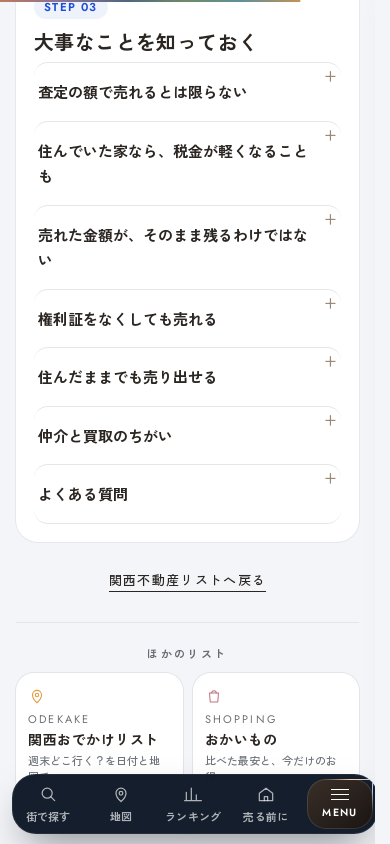 STEP 03
大事なことを知っておく
査定の額で売れるとは限らない
住んでいた家なら、税金が軽くなること
も
売れた金額が、そのまま残るわけではな
い
権利証をなくしても売れる
住んだままでも売り出せる
仲介と買取のちがい
よくある質問
関西不動産リストへ戻る
ほかのリスト
ODEKAKE
関西おでかけリスト
週末どこ行く？を日付と地
SHOPPING
おかいもの
比べた最安と、今だけのお
街で探す
地図
ランキング
売る前に
MENU